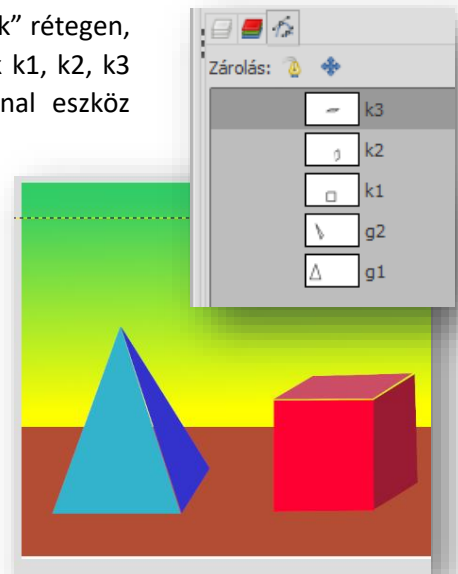 k” rétegen,
k1, k2, k3
nal eszköz
Zárolás:
k3
k2
k1
g2
g1